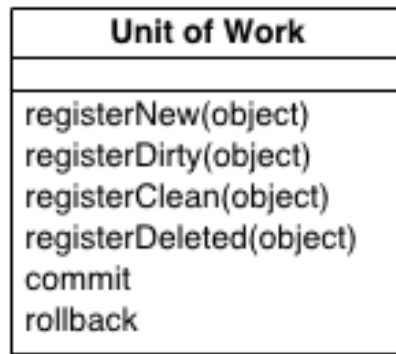 Unit of Work
registerNew(object)
registerDirty(object)
registerClean(object)
registerDeleted(object)
commit
rollback